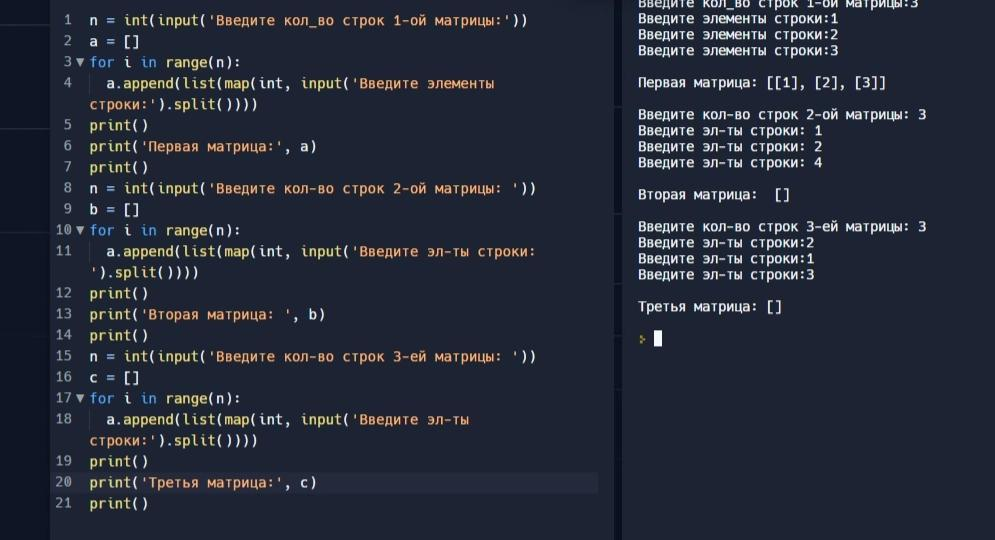 1 n = int(input('Введите кол_во строк 1-ой матрицы:'))
2 a = []
3 for i in range(n):
4 a.append(list(map(int, input('Введите элементы
строки:').split())))
5 print()
6 print('Первая матрица:', a)
7 print()
8 n = int(input('Введите кол-во строк 2-ой матрицы: '))
9 b = []
10 for i in range(n):
11 a.append(list(map(int, input('Введите эл-ты строки:
').split())))
12 print()
13 print('Вторая матрица: ', b)
14 print()
15 n = int(input('Введите кол-во строк 3-ей матрицы: '))
16 c = []
17 for i in range(n):
18 a.append(list(map(int, input('Введите эл-ты
строки:').split())))
19 print()
20 print('Третья матрица:', c)
21 print()
Введите кол_во строк 1-ой матрицы:3
Введите элементы строки:1
Введите элементы строки:2
Введите элементы строки:3
Первая матрица: [[1], [2], [3]]
Введите кол-во строк 2-ой матрицы: 3
Введите эл-ты строки: 1
Введите эл-ты строки: 2
Введите эл-ты строки: 4
Вторая матрица:  []
Введите кол-во строк 3-ей матрицы: 3
Введите эл-ты строки:2
Введите эл-ты строки:1
Введите эл-ты строки:3
Третья матрица: []